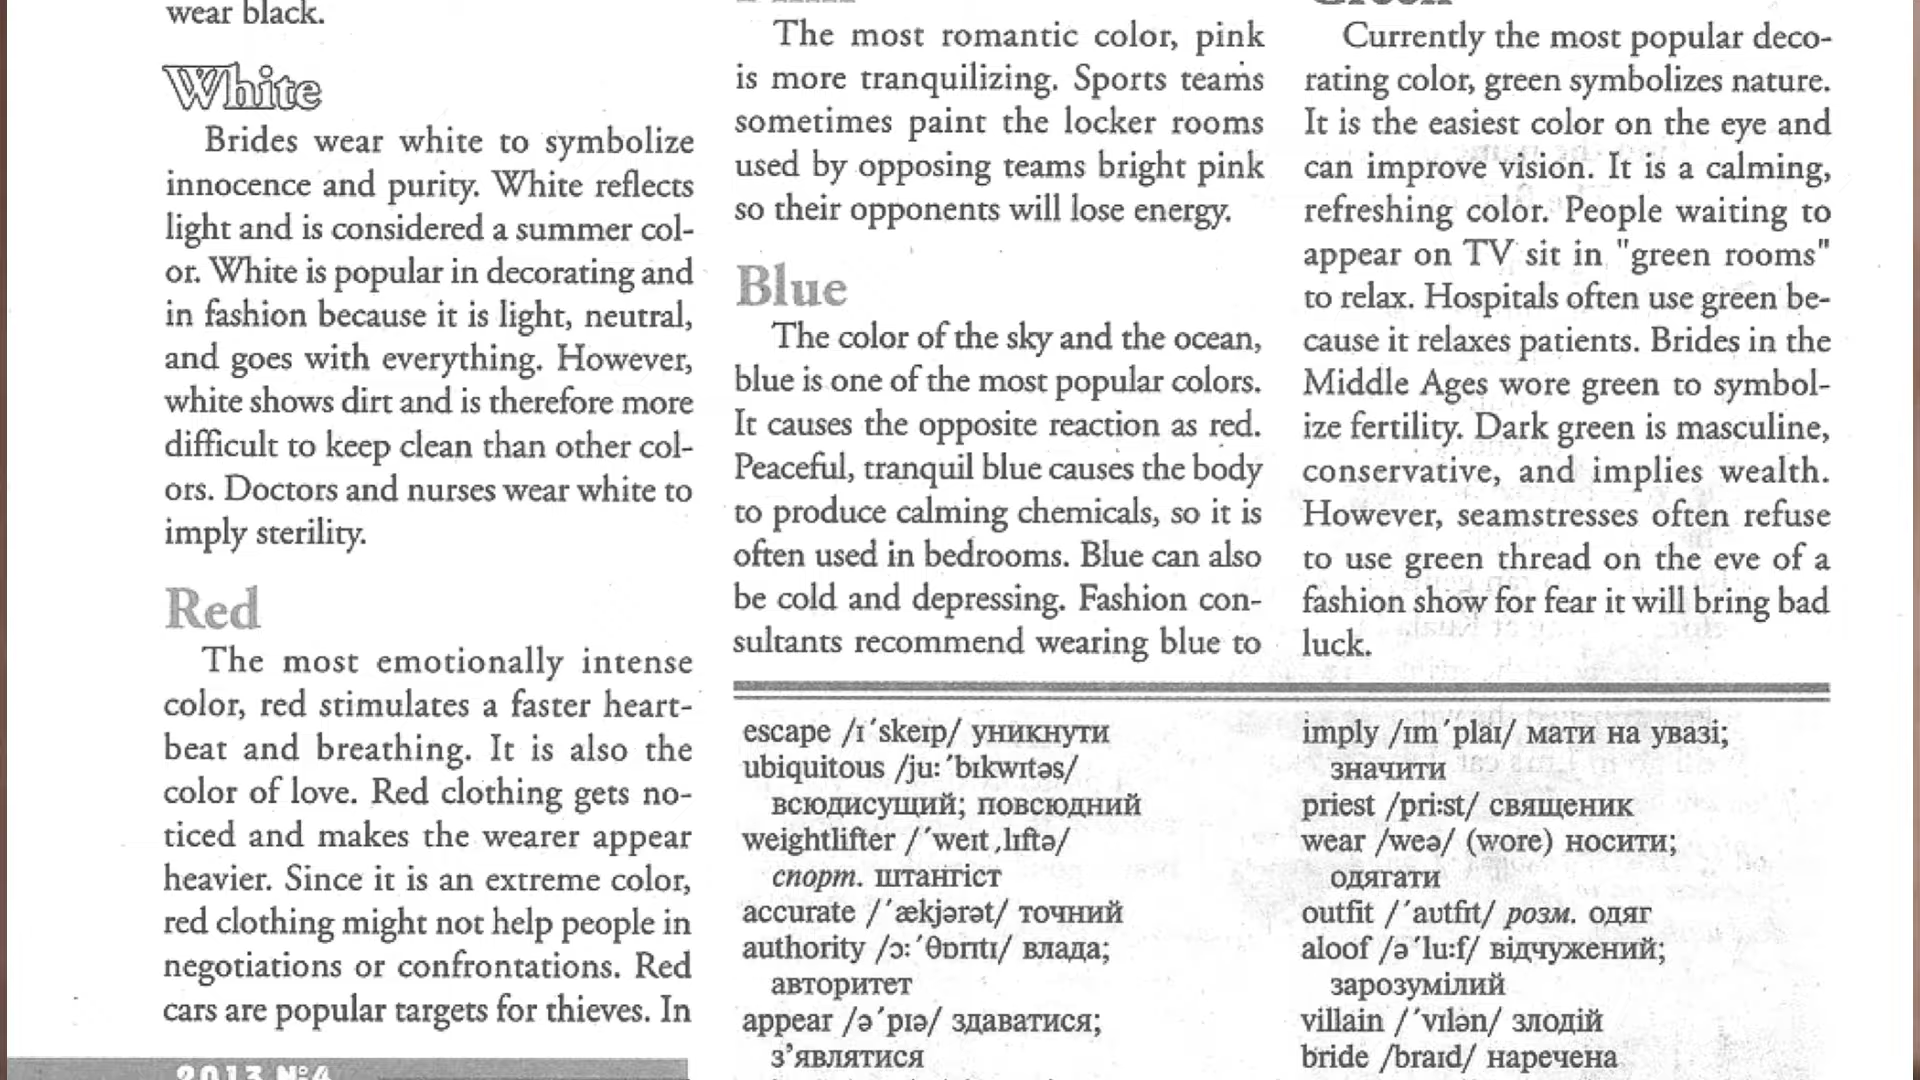 wear black.
White
Brides wear white to symbolize
innocence and purity. White reflects
light and is considered a summer col-
or. White is popular in decorating and
in fashion because it is light, neutral,
and goes with everything. However,
white shows dirt and is therefore more
difficult to keep clean than other col-
ors. Doctors and nurses wear white to
imply sterility.
Red
The most emotionally intense
color, red stimulates a faster heart-
beat and breathing. It is also the
color of love. Red clothing gets no-
ticed and makes the wearer appear
heavier. Since it is an extreme color,
red clothing might not help people in
negotiations or confrontations. Red
cars are popular targets for thieves. In
2013 №4
The most romantic color, pink
is more tranquilizing. Sports teams
sometimes paint the locker rooms
used by opposing teams bright pink
so their opponents will lose energy.
Blue
The color of the sky and the ocean,
blue is one of the most popular colors.
It causes the opposite reaction as red.
Peaceful, tranquil blue causes the body
to produce calming chemicals, so it is
often used in bedrooms. Blue can also
be cold and depressing. Fashion con-
sultants recommend wearing blue to
Green
Currently the most popular deco-
rating color, green symbolizes nature.
It is the easiest color on the eye and
can improve vision. It is a calming,
refreshing color. People waiting to
appear on TV sit in "green rooms"
to relax. Hospitals often use green be-
cause it relaxes patients. Brides in the
Middle Ages wore green to symbol-
ize fertility. Dark green is masculine,
conservative, and implies wealth.
However, seamstresses often refuse
to use green thread on the eve of a
fashion show for fear it will bring bad
luck.
escape /ɪˊskeɪp/ уникнути
ubiquitous /ju:ˊbɪkwɪtəs/
всюдисущий; повсюдний
weightlifter /ˊweɪt͵lɪftə/
спорт. штангіст
accurate /ˊækjərət/ точний
authority /ɔ:ˊθɒrɪtɪ/ влада;
авторитет
appear /əˊpɪə/ здаватися;
з’являтися
imply /ɪmˊplaɪ/ мати на увазі;
значити
priest /pri:st/ священик
wear /weə/ (wore) носити;
одягати
outfit /ˊaʊtfɪt/ розм. одяг
aloof /əˊlu:f/ відчужений;
зарозумілий
villain /ˊvɪlən/ злодій
bride /braɪd/ наречена